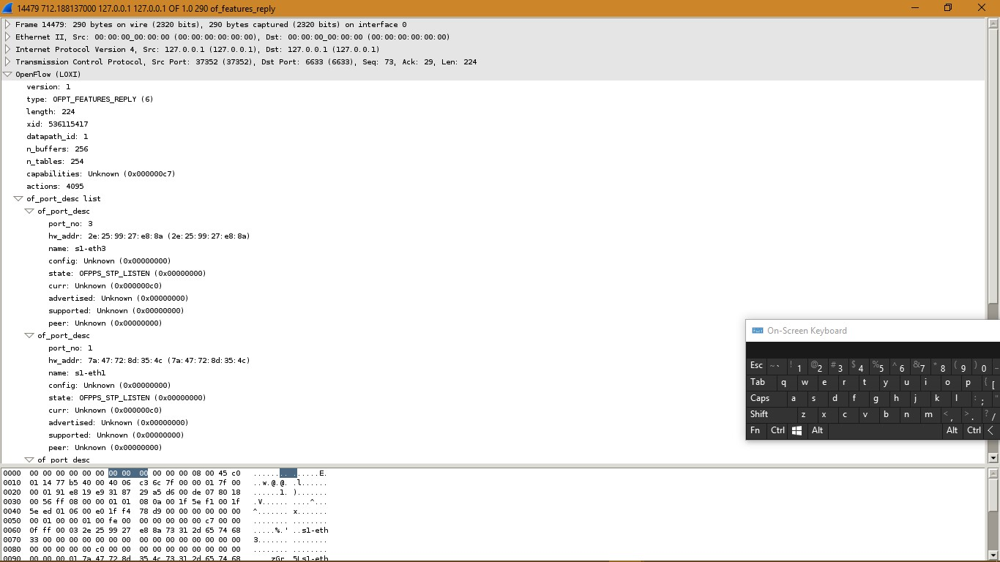 14479 712.188137000 127.0.0.1 127.0.0.1 OF 1.0 290 of_features_reply
Frame 14479: 290 bytes on wire (2320 bits), 290 bytes captured (2320 bits) on interface 0
Ethernet II, Src: 00:00:00_00:00:00 (00:00:00:00:00:00), Dst: 00:00:00_00:00:00 (00:00:00:00:00:00)
Internet Protocol Version 4, Src: 127.0.0.1 (127.0.0.1), Dst: 127.0.0.1 (127.0.0.1)
Transmission Control Protocol, Src Port: 37352 (37352), Dst Port: 6633 (6633), Seq: 73, Ack: 29, Len: 224
OpenFlow (LOXI)
version: 1
type: OFPT_FEATURES_REPLY (6)
length: 224
xid: 536115417
datapath_id: 1
n_buffers: 256
n_tables: 254
capabilities: Unknown (0x000000c7)
actions: 4095
of_port_desc list
of_port_desc
port_no: 3
hw_addr: 2e:25:99:27:e8:8a (2e:25:99:27:e8:8a)
name: s1-eth3
config: Unknown (0x00000000)
state: OFPPS_STP_LISTEN (0x00000000)
curr: Unknown (0x000000c0)
advertised: Unknown (0x00000000)
supported: Unknown (0x00000000)
peer: Unknown (0x00000000)
of_port_desc
port_no: 1
hw_addr: 7a:47:72:8d:35:4c (7a:47:72:8d:35:4c)
name: s1-eth1
config: Unknown (0x00000000)
state: OFPPS_STP_LISTEN (0x00000000)
curr: Unknown (0x000000c0)
advertised: Unknown (0x00000000)
supported: Unknown (0x00000000)
peer: Unknown (0x00000000)
of_port_desc
On-Screen Keyboard
Esc ~ ` ! 1 @ 2 # 3 $ 4 % 5 ^ 6 & 7 * 8 ( 9 ) 0 _
Tab q w e r t y u i o p { [
Caps a s d f g h j k l : ; "
Shift z x c v b n m < , > . ? /
Fn Ctrl Alt Alt Ctrl
0000 00 00 00 00 00 00 00 00 00 00 00 00 08 00 45 c0 ........ ......E.
0010 01 14 77 b5 40 00 40 06 c3 6c 7f 00 00 01 7f 00 ..w.@.@. .l......
0020 00 01 91 e8 19 e9 31 87 29 a5 d6 00 de 07 80 18 ......1. ).......
0030 00 56 ff 08 00 00 01 01 08 0a 00 1f 5e f1 00 1f .V...... ....^...
0040 5e ed 01 06 00 e0 1f f4 78 d9 00 00 00 00 00 00 ^....... x.......
0050 00 01 00 00 01 00 fe 00 00 00 00 00 00 c7 00 00 ........ ........
0060 0f ff 00 03 2e 25 99 27 e8 8a 73 31 2d 65 74 68 .....%.' ..s1-eth
0070 33 00 00 00 00 00 00 00 00 00 00 00 00 00 00 00 3....... ........
0080 00 00 00 00 00 c0 00 00 00 00 00 00 00 00 00 00 ........ ........
0090 00 00 00 01 7a 47 72 8d 35 4c 73 31 2d 65 74 68 ....zGr. 5Ls1-eth